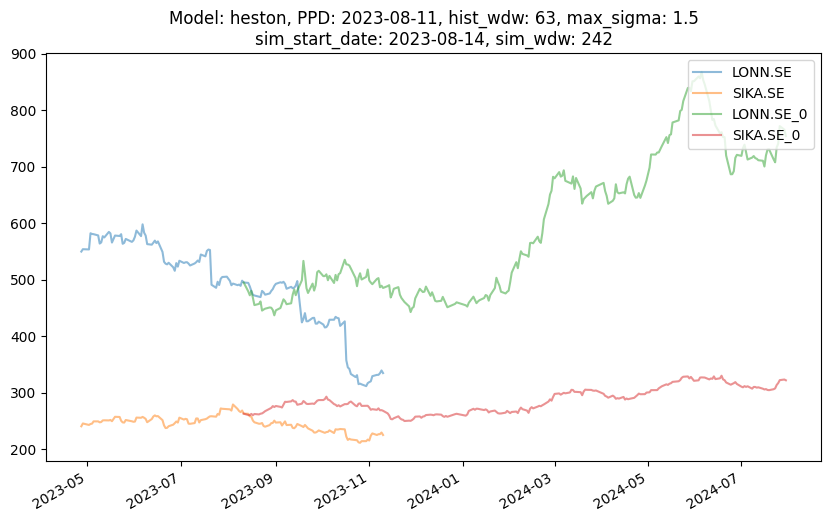 Model: heston, PPD: 2023-08-11, hist_wdw: 63, max_sigma: 1.5
sim_start_date: 2023-08-14, sim_wdw: 242
900
800
700
600
500
400
300
200
LONN.SE
SIKA.SE
LONN.SE_0
SIKA.SE_0
2023-05
2023-07
2023-09
2023-11
2024-01
2024-03
2024-05
2024-07